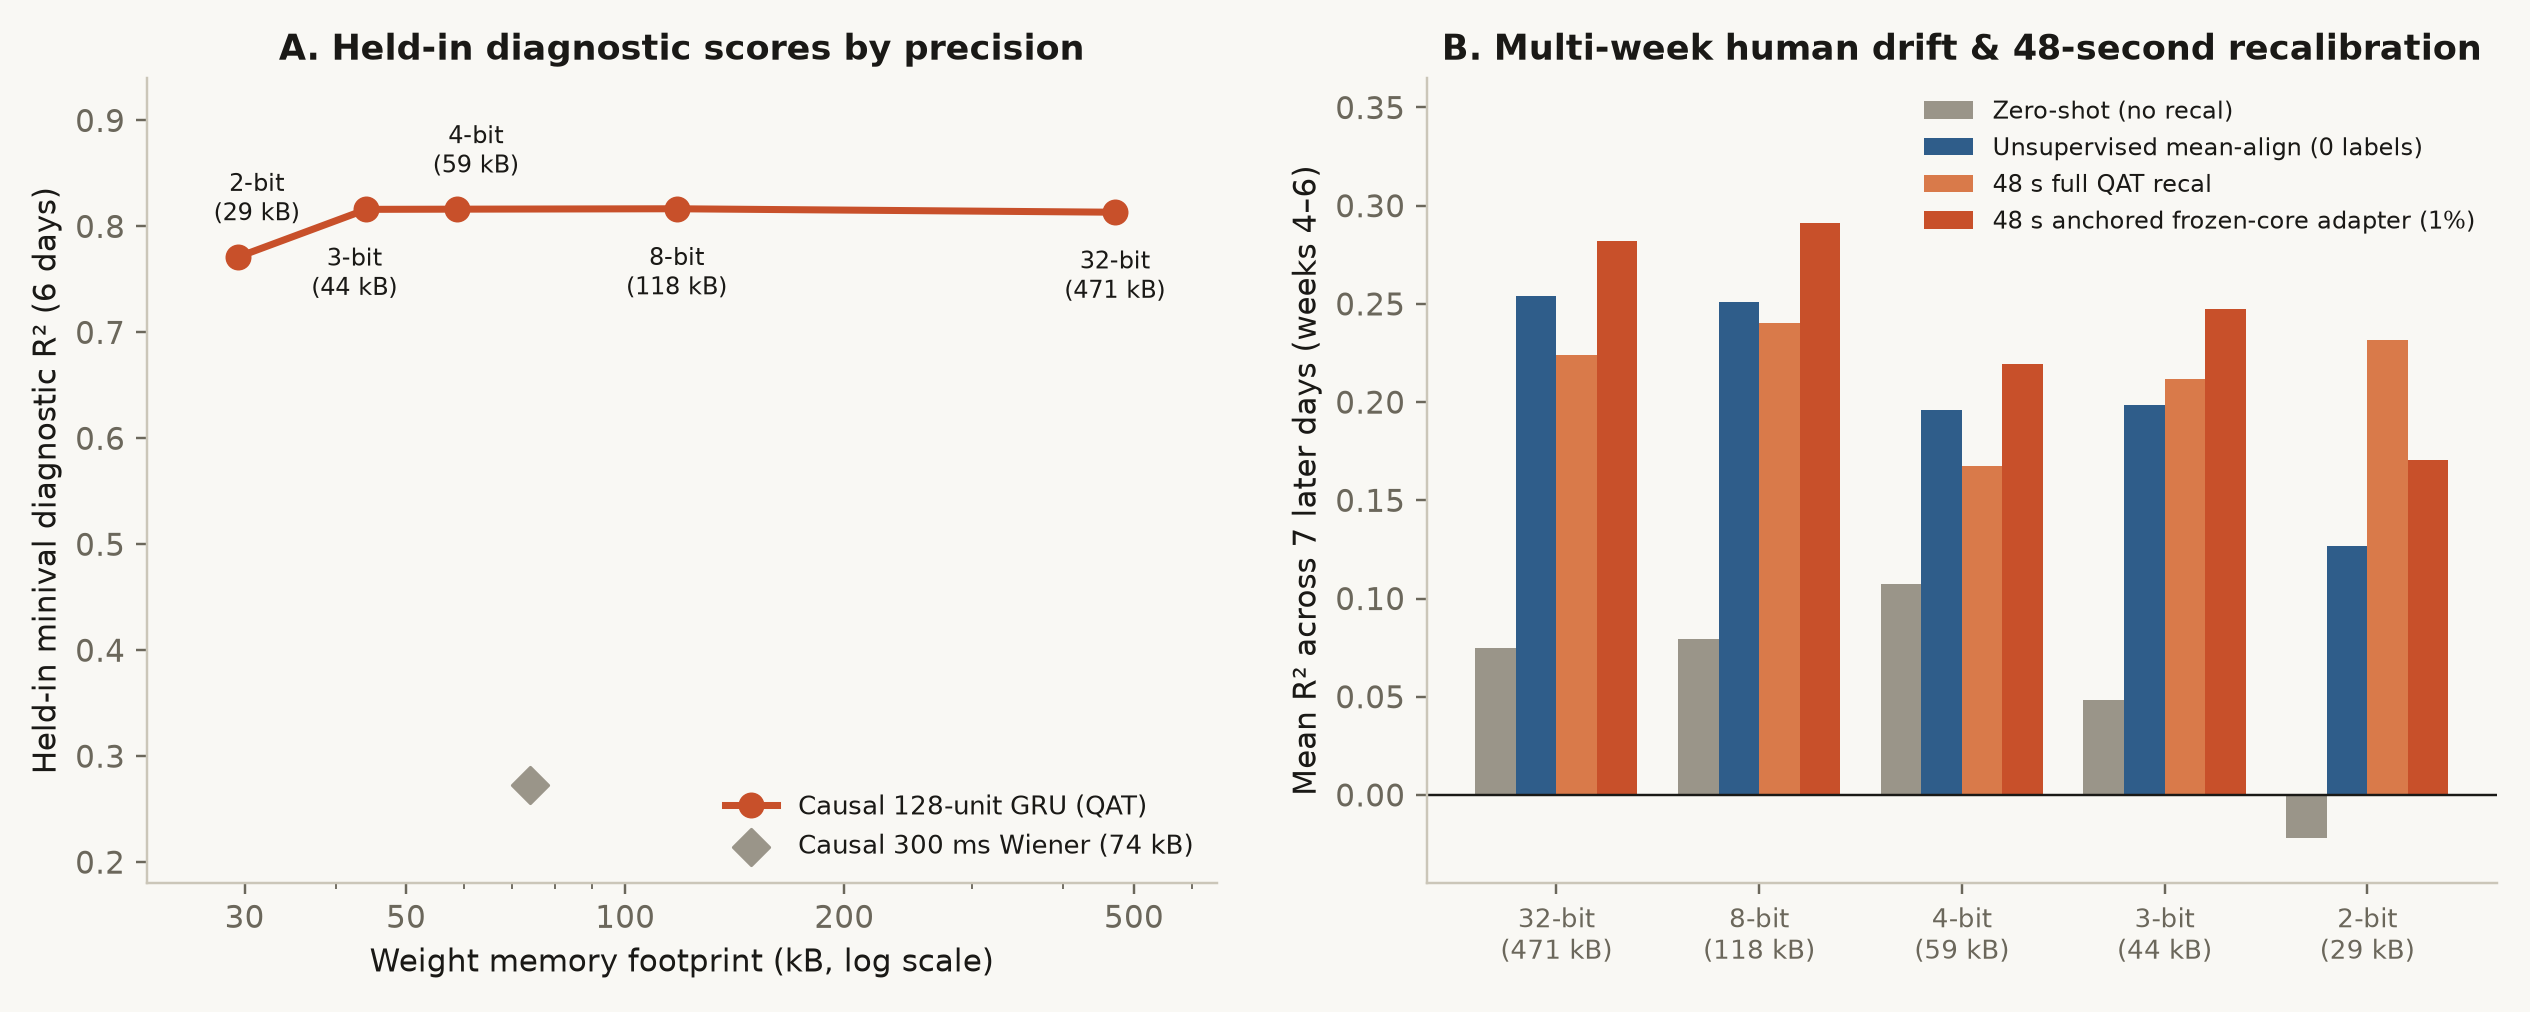 A. Held-in diagnostic scores by precision
Held-in minival diagnostic R² (6 days)
0.9
0.8
0.7
0.6
0.5
0.4
0.3
0.2
2-bit
(29 kB)
3-bit
(44 kB)
4-bit
(59 kB)
8-bit
(118 kB)
32-bit
(471 kB)
Causal 128-unit GRU (QAT)
Causal 300 ms Wiener (74 kB)
30
50
100
200
500
Weight memory footprint (kB, log scale)
B. Multi-week human drift & 48-second recalibration
Mean R² across 7 later days (weeks 4–6)
0.35
0.30
0.25
0.20
0.15
0.10
0.05
0.00
Zero-shot (no recal)
Unsupervised mean-align (0 labels)
48 s full QAT recal
48 s anchored frozen-core adapter (1%)
32-bit
(471 kB)
8-bit
(118 kB)
4-bit
(59 kB)
3-bit
(44 kB)
2-bit
(29 kB)